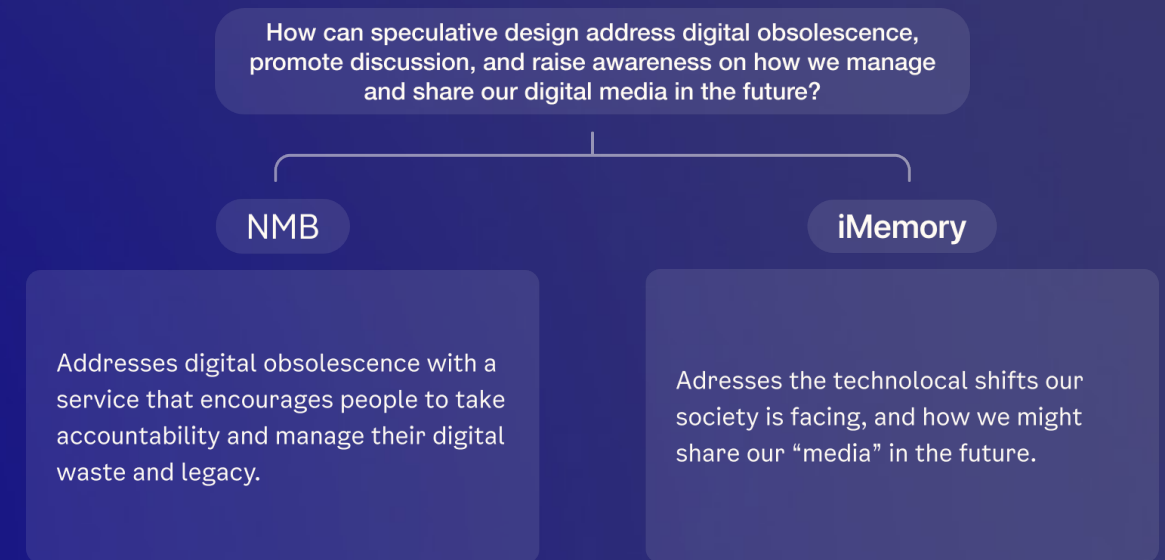 How can speculative design address digital obsolescence,
promote discussion, and raise awareness on how we manage
and share our digital media in the future?
NMB
Addresses digital obsolescence with a
service that encourages people to take
accountability and manage their digital
waste and legacy.
iMemory
Adresses the technolocal shifts our
society is facing, and how we might
share our “media” in the future.